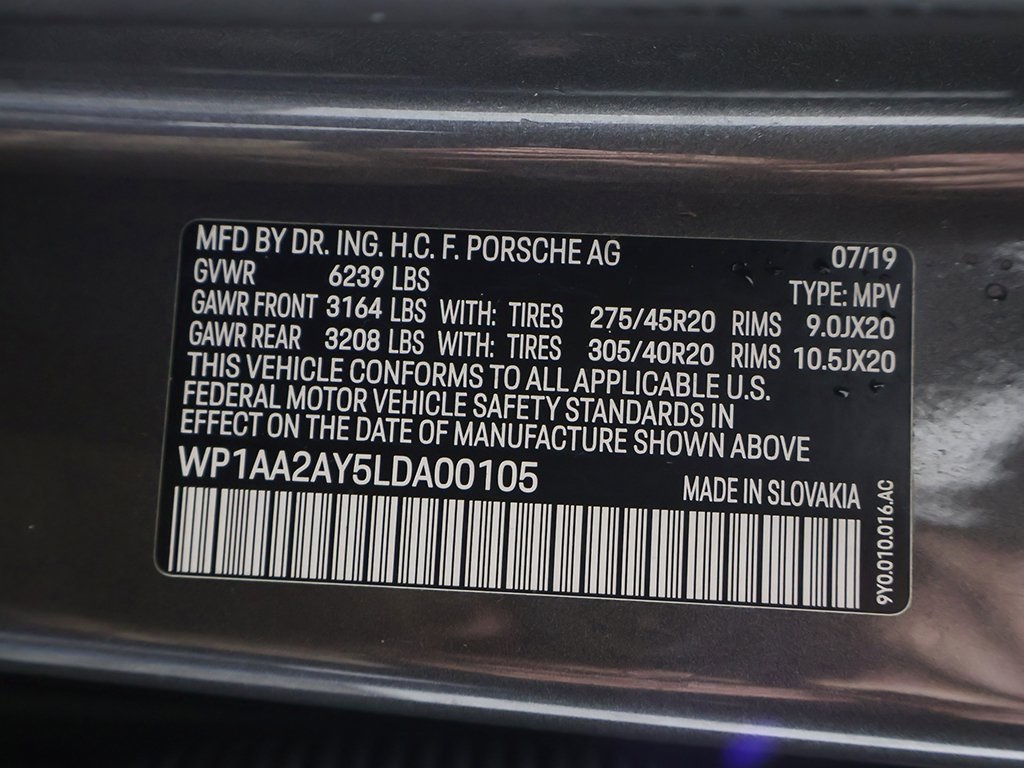 MFD BY DR. ING. H.C. F. PORSCHE AG 07/19
GVWR 6239 LBS TYPE: MPV
GAWR FRONT 3164 LBS WITH: TIRES 275/45R20 RIMS 9.0JX20
GAWR REAR 3208 LBS WITH: TIRES 305/40R20 RIMS 10.5JX20
THIS VEHICLE CONFORMS TO ALL APPLICABLE U.S.
FEDERAL MOTOR VEHICLE SAFETY STANDARDS IN
EFFECT ON THE DATE OF MANUFACTURE SHOWN ABOVE
WP1AA2AY5LDA00105 MADE IN SLOVAKIA
9Y0.010.016.AC